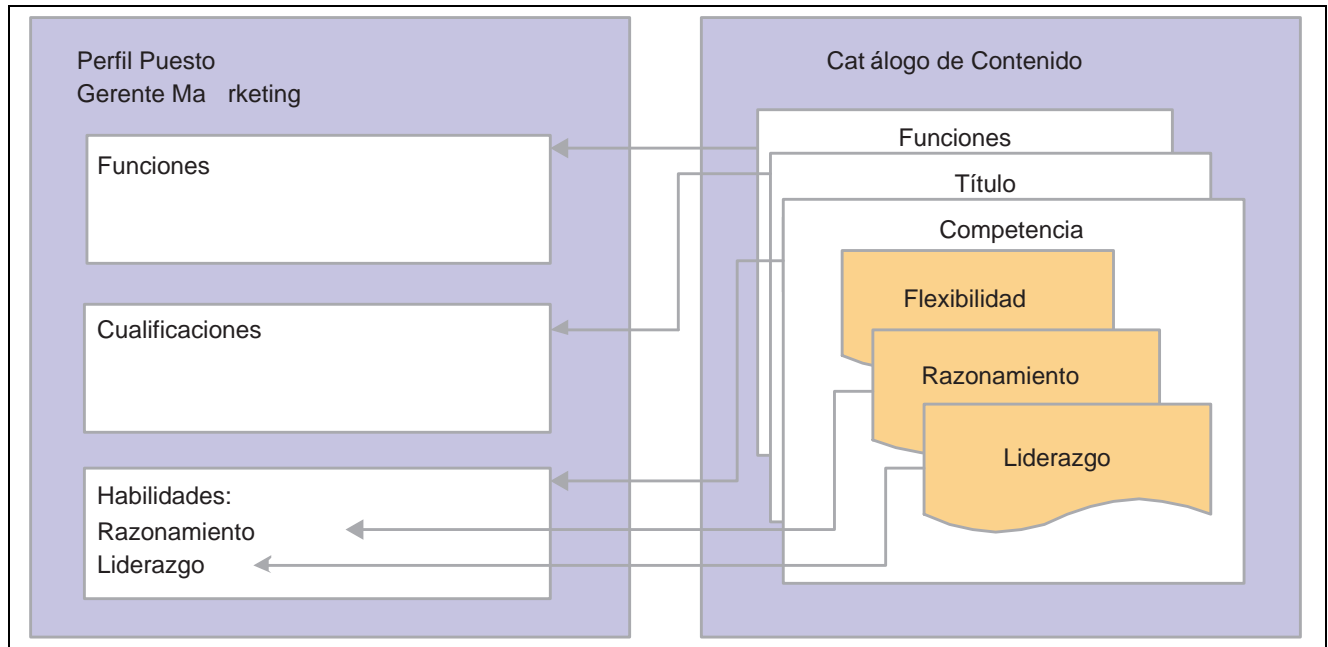 Perfil Puesto
Gerente Ma rketing
Funciones
Cualificaciones
Habilidades:
Razonamiento
Liderazgo
Cat álogo de Contenido
Funciones
Título
Competencia
Flexibilidad
Razonamiento
Liderazgo